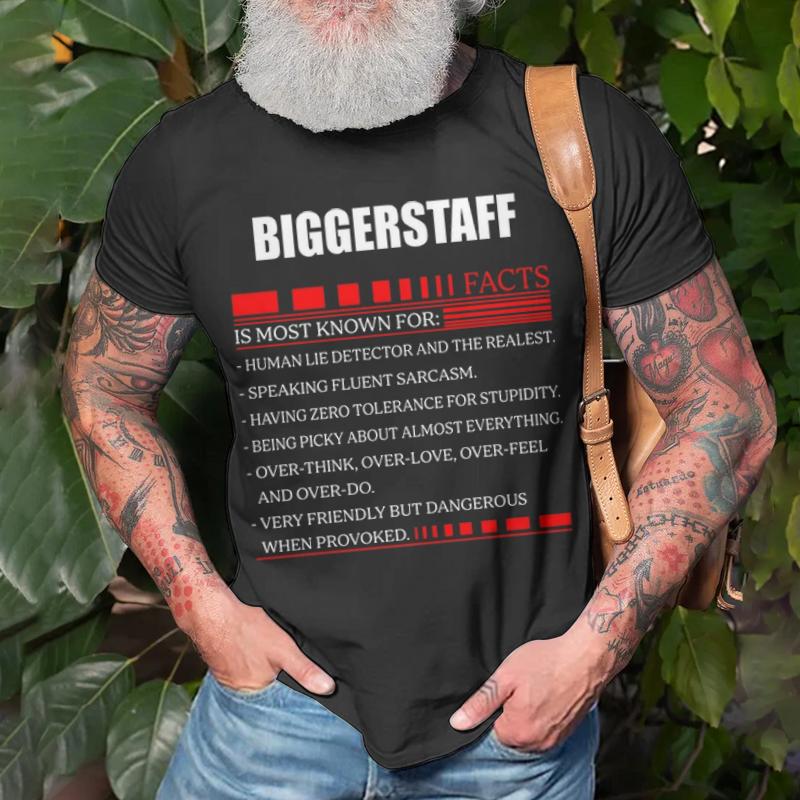 BIGGERSTAFF
FACTS
IS MOST KNOWN FOR:
- HUMAN LIE DETECTOR AND THE REALEST.
- SPEAKING FLUENT SARCASM.
- HAVING ZERO TOLERANCE FOR STUPIDITY.
- BEING PICKY ABOUT ALMOST EVERYTHING.
- OVER-THINK, OVER-LOVE, OVER-FEEL
AND OVER-DO.
- VERY FRIENDLY BUT DANGEROUS
WHEN PROVOKED.